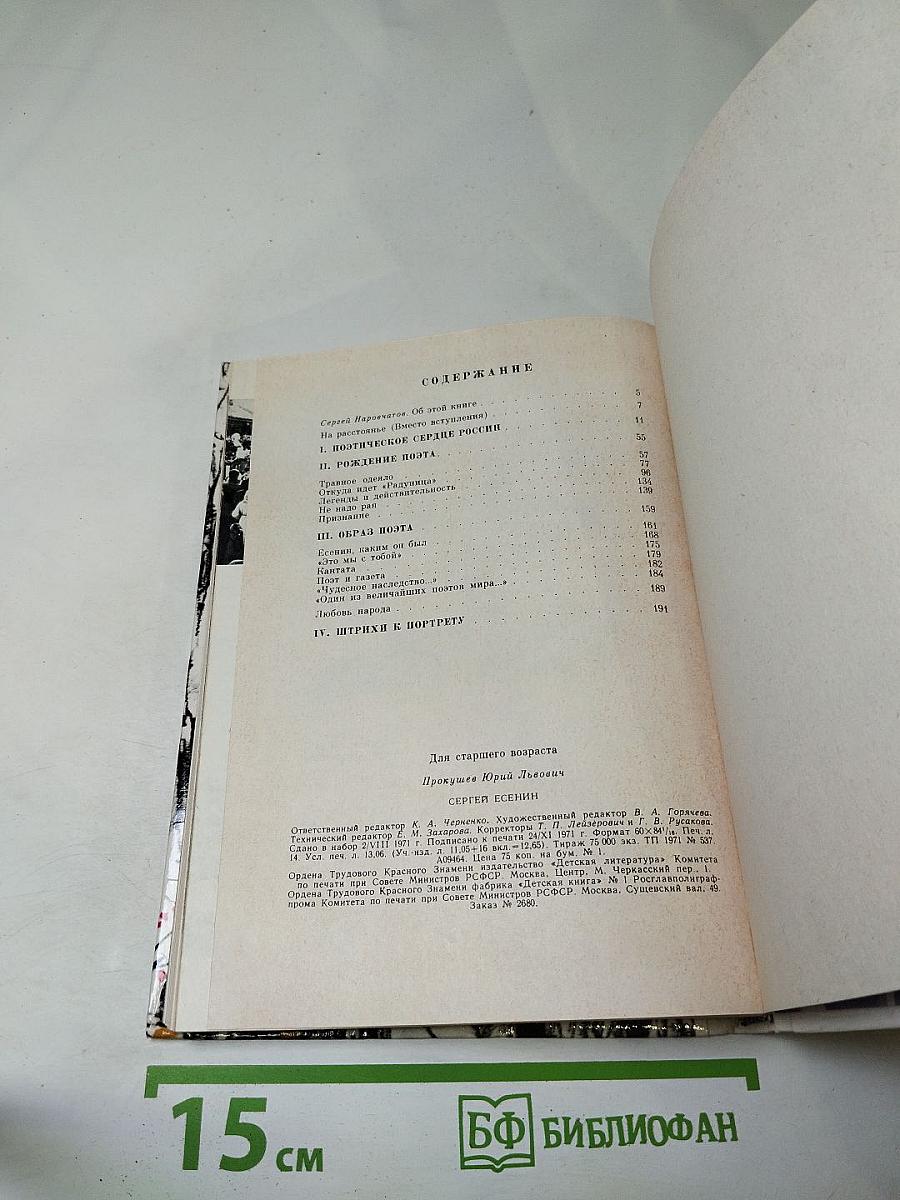 СОДЕРЖАНИЕ
Сергей Наровчатов. Об этой книге 5
На расстоянье (Вместо вступления) 7
I. ПОЭТИЧЕСКОЕ СЕРДЦЕ РОССИИ 11
II. РОЖДЕНИЕ ПОЭТА 55
Травное одеяло 57
Откуда идет «Радуница» 77
Легенды и действительность 96
Не надо рая 134
Признание 139
III. ОБРАЗ ПОЭТА 159
Есенин, каким он был 161
«Это мы с тобой» 168
Кантата 175
Поэт и газета 179
«Чудесное наследство...» 182
«Один из величайших поэтов мира...» 184
Любовь народа 189
IV. ШТРИХИ К ПОРТРЕТУ 191
Для старшего возраста
Прокушев Юрий Львович
СЕРГЕЙ ЕСЕНИН
Ответственный редактор К. А. Черненко. Художественный редактор В. А. Горячева.
Технический редактор Е. М. Захарова. Корректоры Т. П. Лейзерович и Г. В. Русакова.
Сдано в набор 2/VIII 1971 г. Подписано к печати 24/XI 1971 г. Формат 60×84¹/₁₆. Печ. л.
14. Усл. печ. л. 13,06. (Уч.-изд. л. 11,05+16 вкл.=12,65). Тираж 75 000 экз. ТП 1971 № 537.
А09464. Цена 75 коп. на бум. № 1.
Ордена Трудового Красного Знамени издательство «Детская литература» Комитета
по печати при Совете Министров РСФСР. Москва, Центр, М. Черкасский пер., 1.
Ордена Трудового Красного Знамени фабрика «Детская книга» № 1 Росглавполиграф-
прома Комитета по печати при Совете Министров РСФСР. Москва, Сущевский вал, 49.
Заказ № 2680.
15 см
БФ БИБЛИОФАН